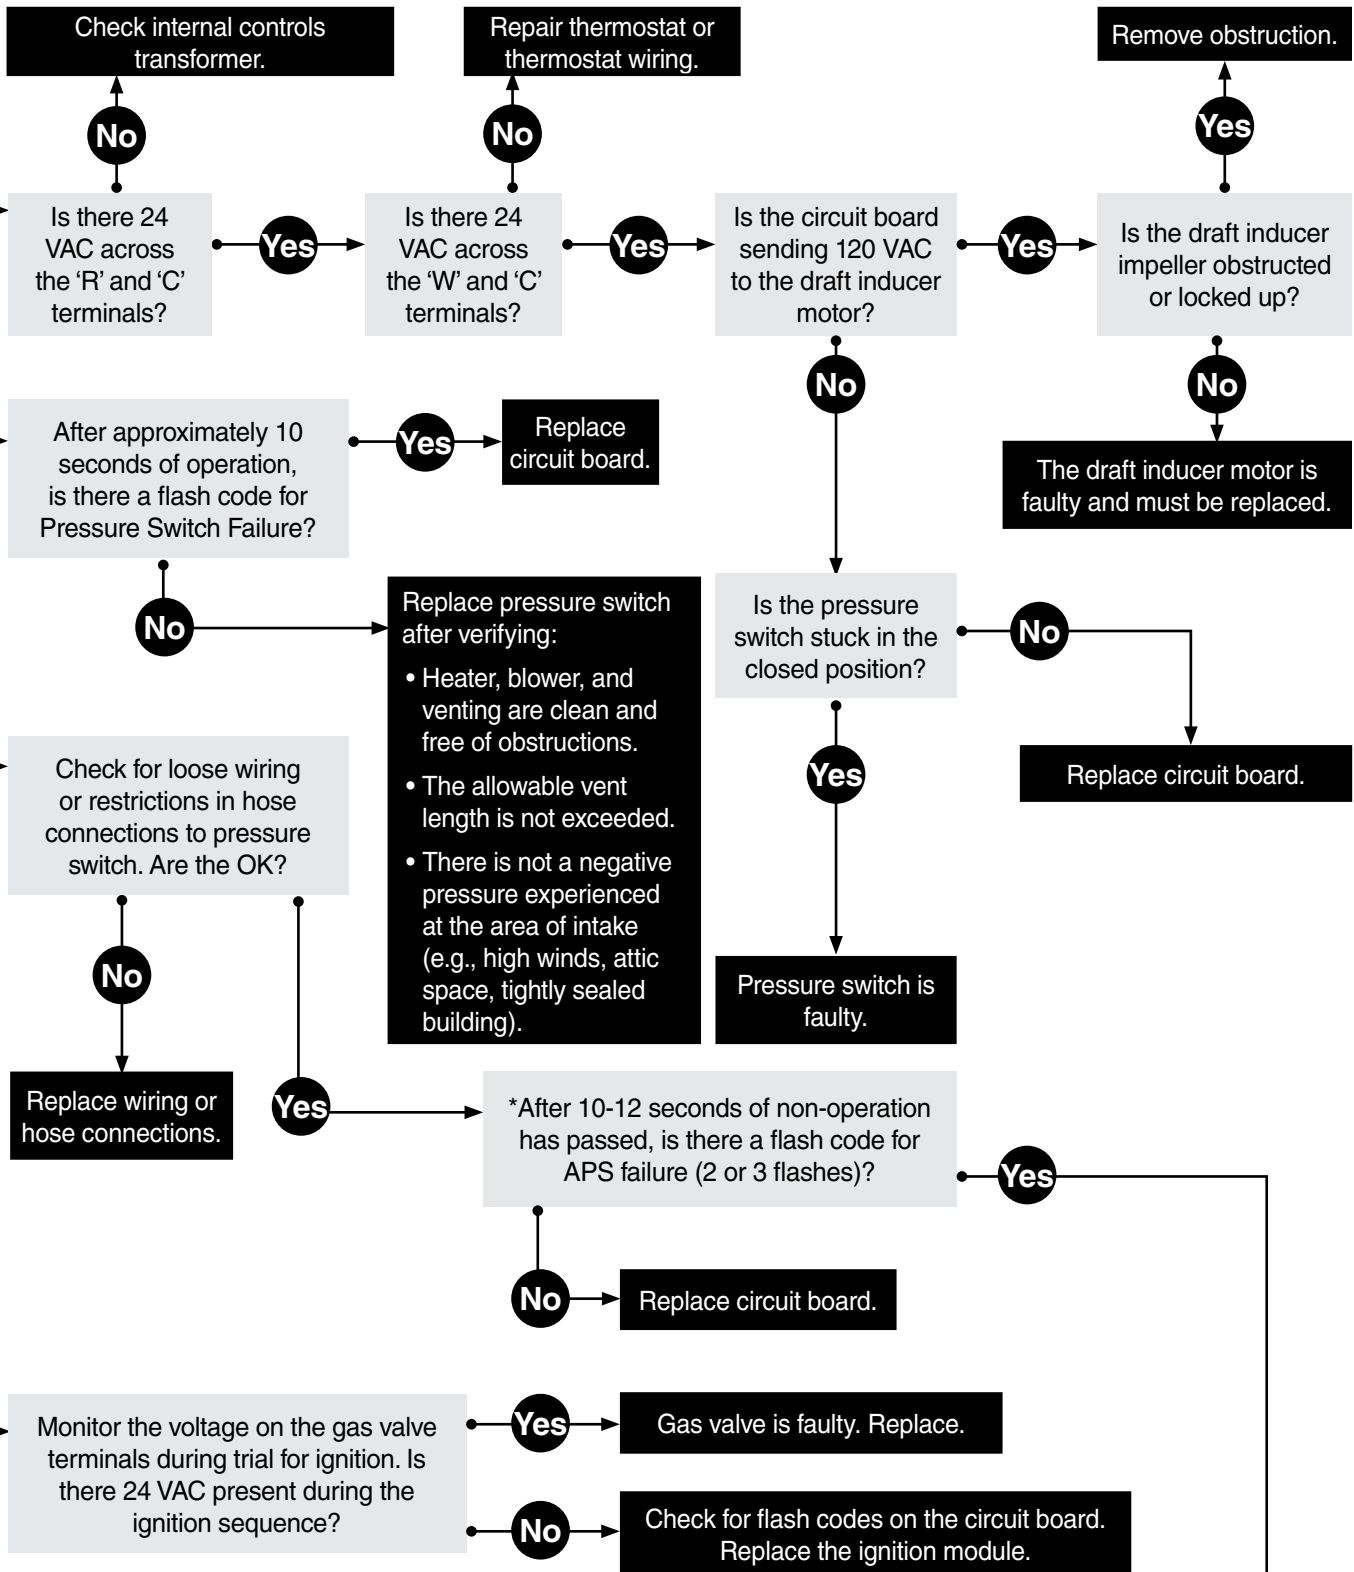 Check internal controls
transformer.
Repair thermostat or
thermostat wiring.
Remove obstruction.
No
No
Yes
Is there 24
VAC across
the ‘R’ and ‘C’
terminals?
Yes
Is there 24
VAC across
the ‘W’ and ‘C’
terminals?
Yes
Is the circuit board
sending 120 VAC
to the draft inducer
motor?
Yes
Is the draft inducer
impeller obstructed
or locked up?
No
No
After approximately 10
seconds of operation,
is there a flash code for
Pressure Switch Failure?
Yes
Replace
circuit board.
The draft inducer motor is
faulty and must be replaced.
No
Replace pressure switch
after verifying:
• Heater, blower, and
venting are clean and
free of obstructions.
• The allowable vent
length is not exceeded.
• There is not a negative
pressure experienced
at the area of intake
(e.g., high winds, attic
space, tightly sealed
building).
Is the pressure
switch stuck in the
closed position?
No
Yes
Replace circuit board.
Pressure switch is
faulty.
Check for loose wiring
or restrictions in hose
connections to pressure
switch. Are the OK?
No
Replace wiring or
hose connections.
Yes
*After 10-12 seconds of non-operation
has passed, is there a flash code for
APS failure (2 or 3 flashes)?
Yes
No
Replace circuit board.
Monitor the voltage on the gas valve
terminals during trial for ignition. Is
there 24 VAC present during the
ignition sequence?
Yes
Gas valve is faulty. Replace.
No
Check for flash codes on the circuit board.
Replace the ignition module.